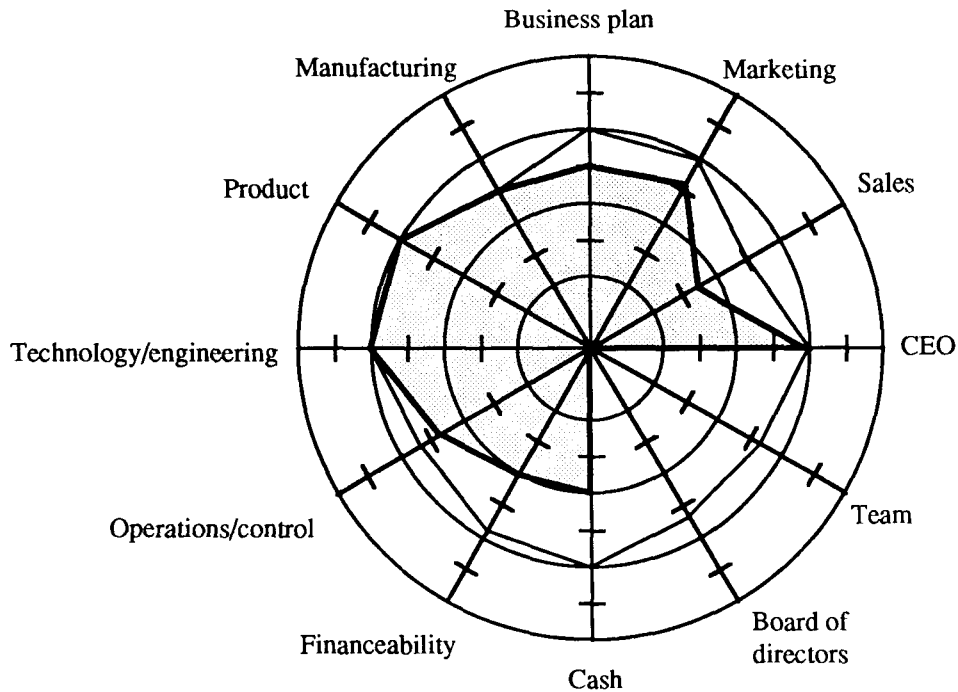 Business plan
Manufacturing
Marketing
Product
Sales
Technology/engineering
CEO
Operations/control
Team
Financeability
Board of
directors
Cash